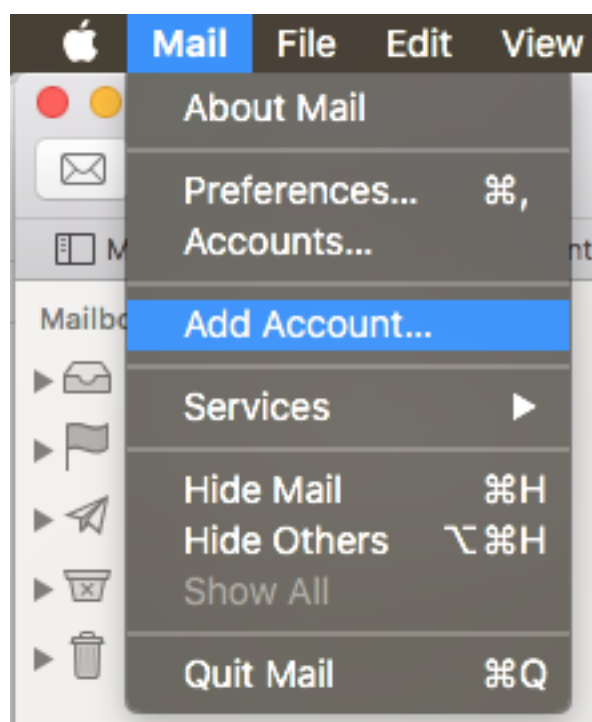 Mail File Edit View
About Mail
Preferences... ⌘,
Accounts...
Mailbo
Add Account...
Services ▶
Hide Mail ⌘H
Hide Others ⌥⌘H
Show All
Quit Mail ⌘Q